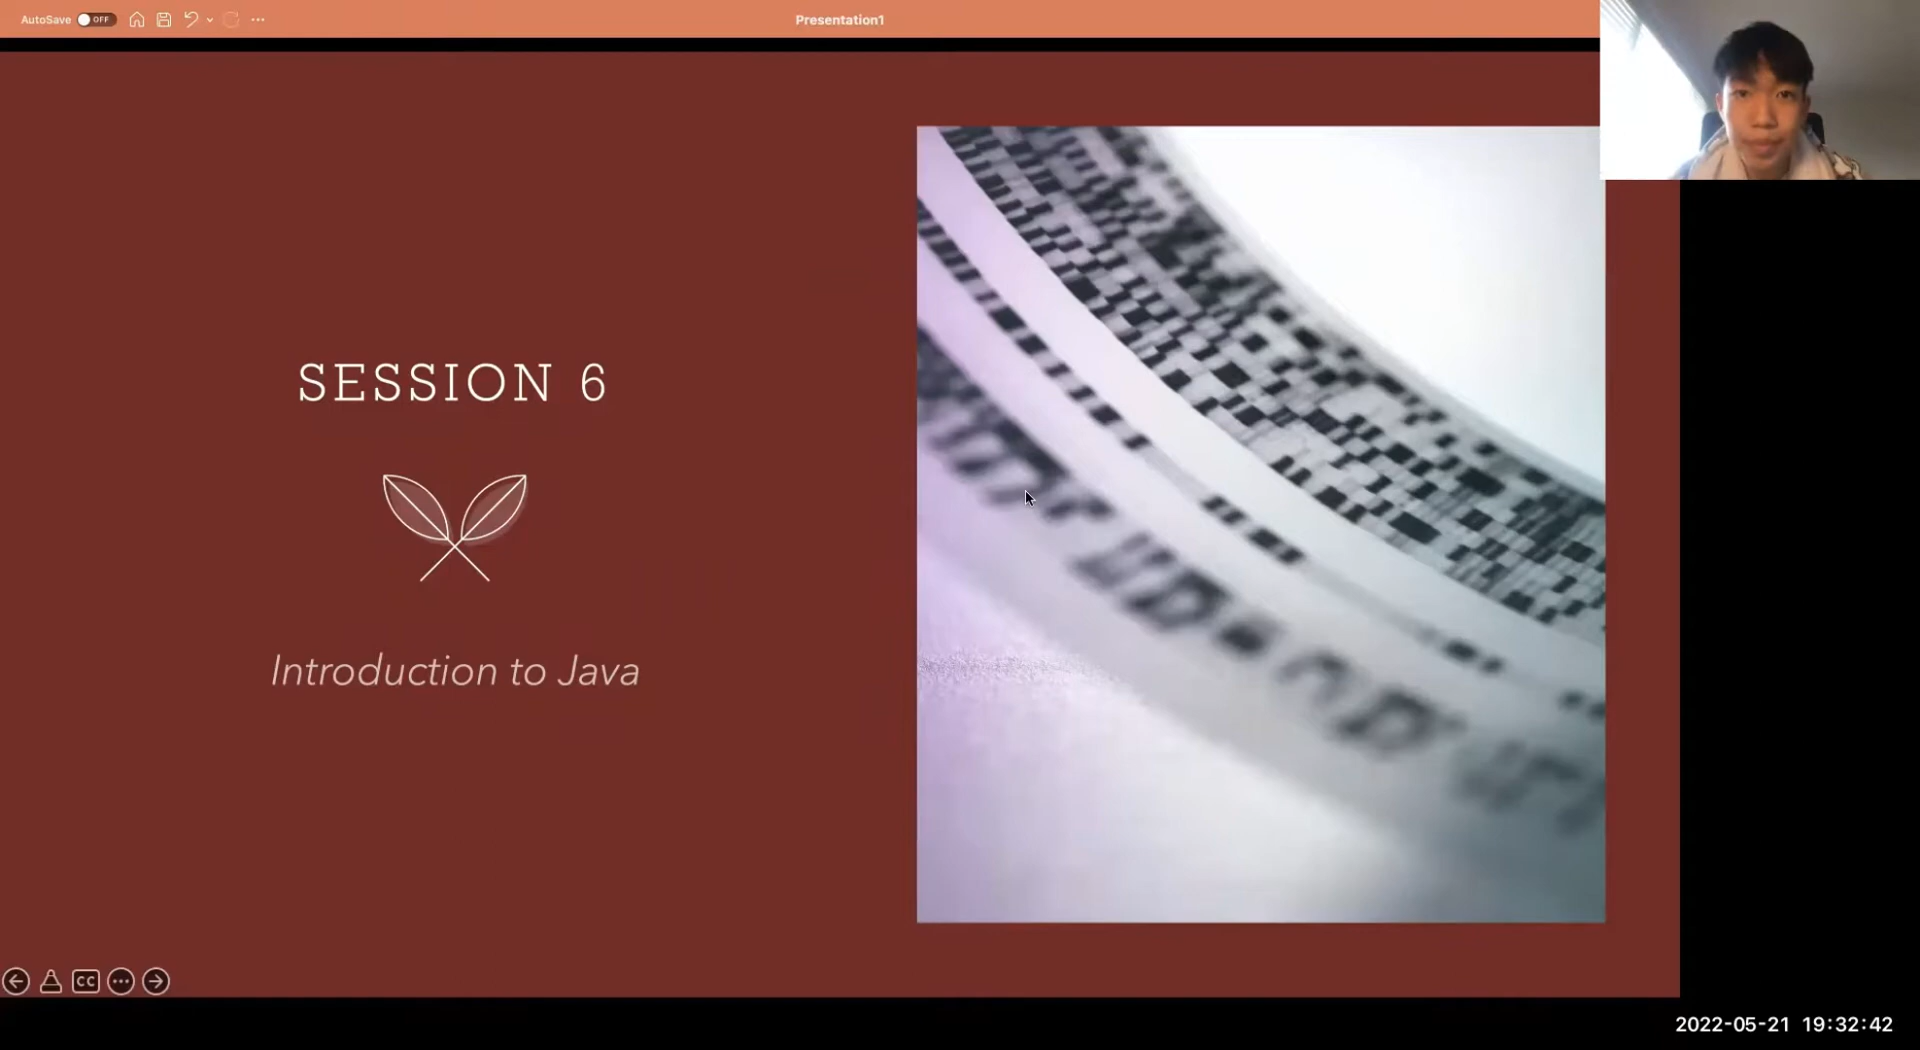 AutoSave OFF
Presentation1
SESSION 6
Introduction to Java
CC
2022-05-21 19:32:42